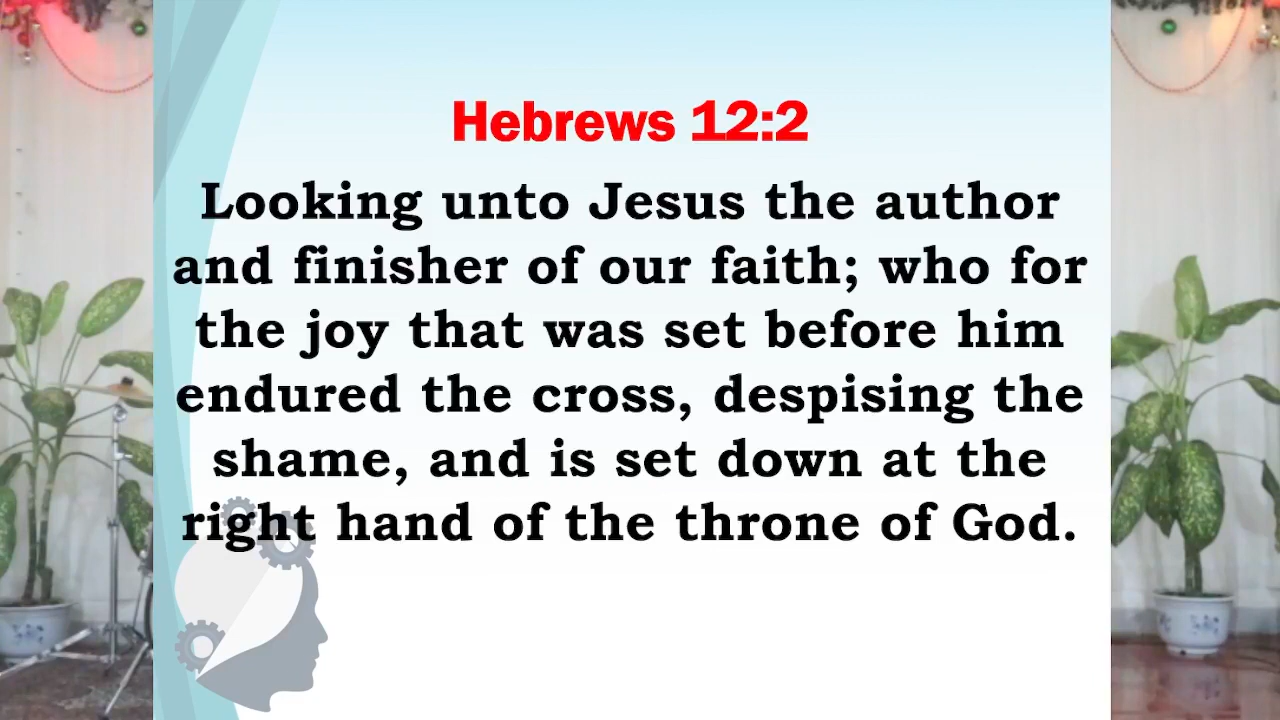 Hebrews 12:2
Looking unto Jesus the author
and finisher of our faith; who for
the joy that was set before him
endured the cross, despising the
shame, and is set down at the
right hand of the throne of God.